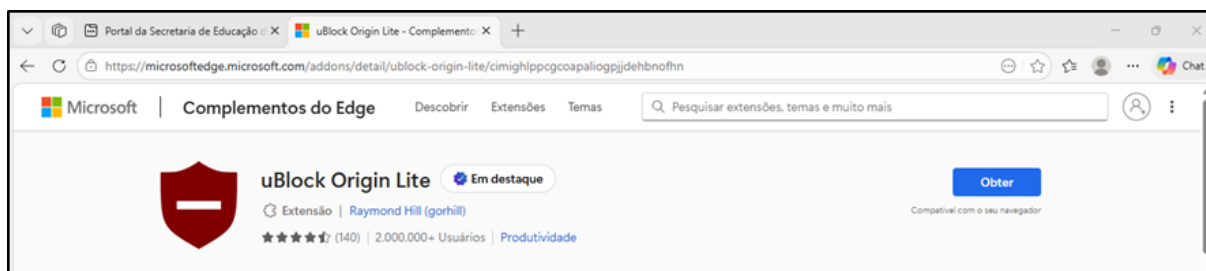 Portal da Secretaria de Educação d
uBlock Origin Lite - Complemento
https://microsoftedge.microsoft.com/addons/detail/ublock-origin-lite/cimighlppcgcoapaliogpjjdehbnofhn
Chat
Microsoft | Complementos do Edge Descobrir Extensões Temas Pesquisar extensões, temas e muito mais
uBlock Origin Lite Em destaque
Obter
Extensão | Raymond Hill (gorhill)
Compatível com o seu navegador
(140) | 2.000.000+ Usuários | Produtividade